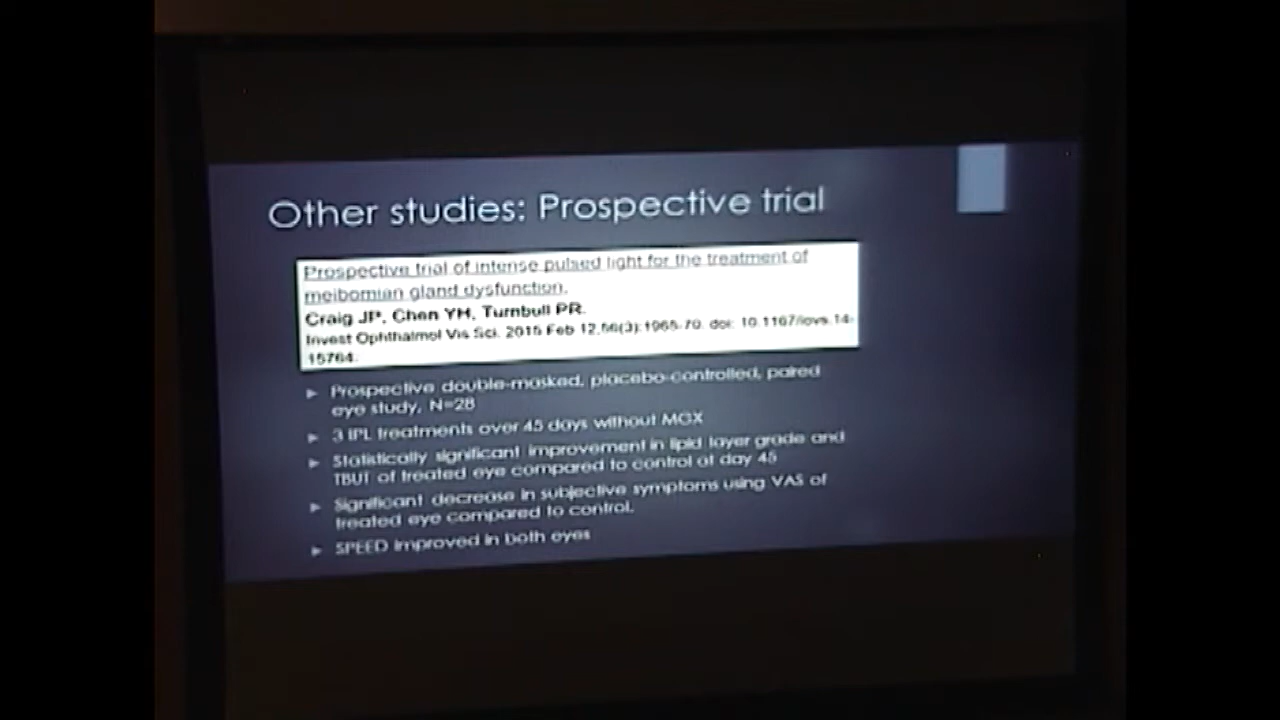 Other studies: Prospective trial
Prospective trial of intense pulsed light for the treatment of
meibomian gland dysfunction.
Craig JP, Chen YH, Turnbull PR.
Invest Ophthalmol Vis Sci. 2015 Feb 12;56(3):1965-70. doi: 10.1167/iovs.14-
15764.
► Prospective double-masked, placebo-controlled, paired
eye study, N=28
► 3 IPL treatments over 45 days without MGX
► Statistically significant improvement in lipid layer grade and
TBUT of treated eye compared to control at day 45
► Significant decrease in subjective symptoms using VAS of
treated eye compared to control.
► SPEED improved in both eyes